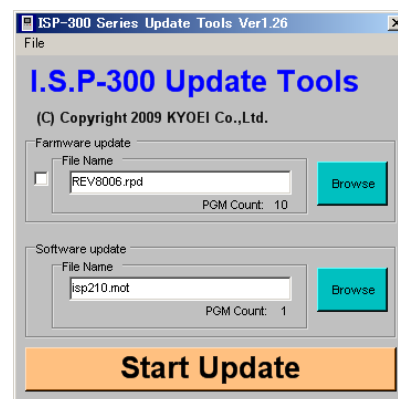 ISP-300 Series Update Tools Ver1.26
File
I.S.P-300 Update Tools
(C) Copyright 2009 KYOEI Co.,Ltd.
Farmware update
File Name
REV8006.rpd
Browse
PGM Count: 10
Software update
File Name
isp210.mot
Browse
PGM Count: 1
Start Update